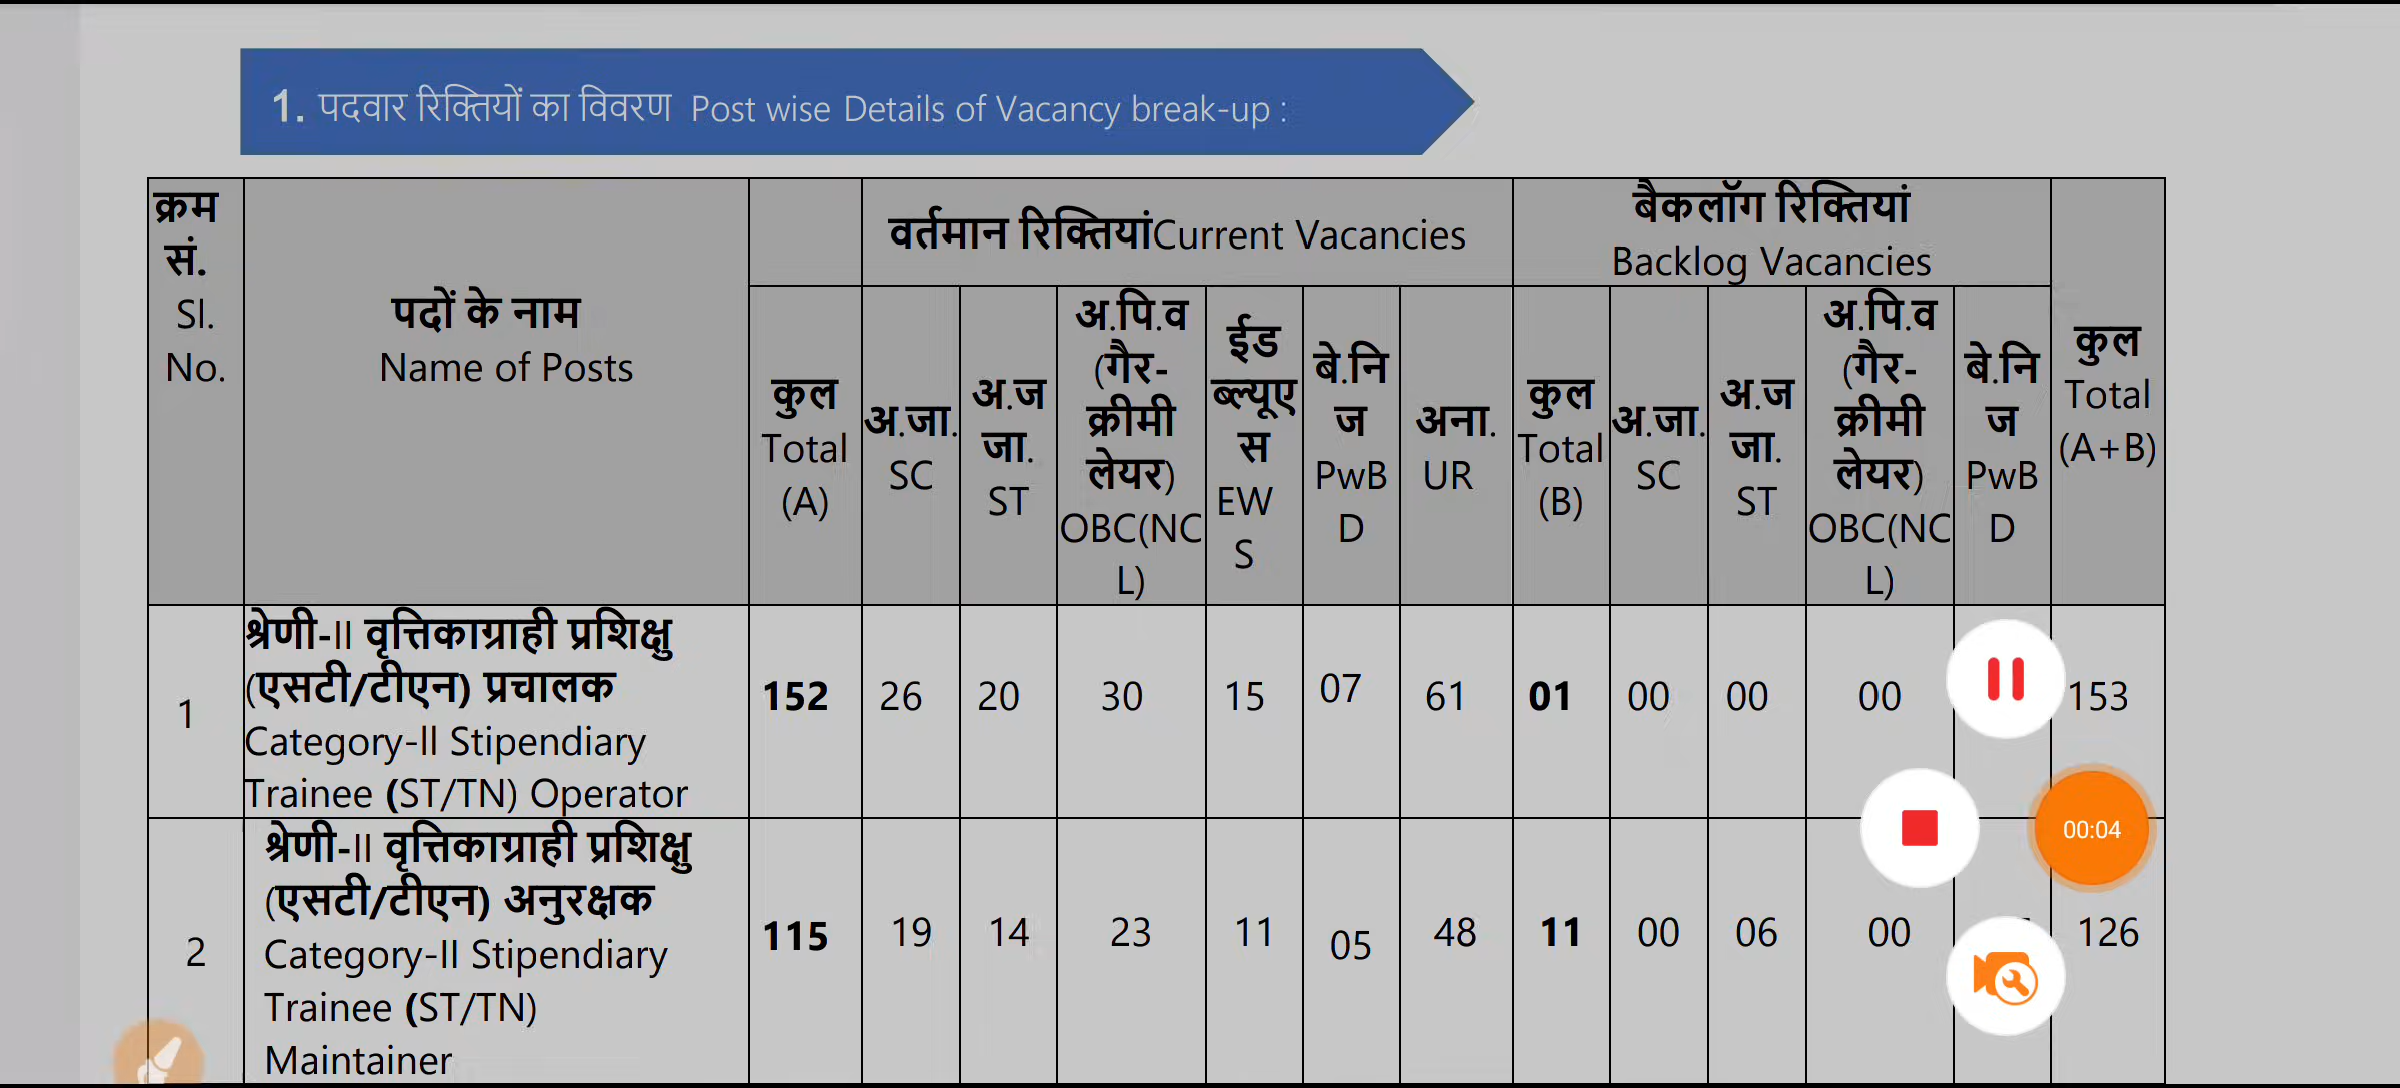 1. पदवार रिक्तियों का विवरण Post wise Details of Vacancy break-up :
क्रम
सं.
Sl.
No.
पदों के नाम
Name of Posts
वर्तमान रिक्तियांCurrent Vacancies
बैकलॉग रिक्तियां
Backlog Vacancies
कुल
Total
(A+B)
कुल
Total
(A)
अ.जा.
SC
अ.ज
जा.
ST
अ.पि.व
(गैर-
क्रीमी
लेयर)
OBC(NC
L)
ईड
ब्ल्यूए
स
EW
S
बे.नि
ज
PwB
D
अना.
UR
कुल
Total
(B)
अ.जा.
SC
अ.ज
जा.
ST
अ.पि.व
(गैर-
क्रीमी
लेयर)
OBC(NC
L)
बे.नि
ज
PwB
D
1
श्रेणी-II वृत्तिकाग्राही प्रशिक्षु
(एसटी/टीएन) प्रचालक
Category-II Stipendiary
Trainee (ST/TN) Operator
152 26 20 30 15 07 61 01 00 00 00 153
2
श्रेणी-II वृत्तिकाग्राही प्रशिक्षु
(एसटी/टीएन) अनुरक्षक
Category-II Stipendiary
Trainee (ST/TN)
Maintainer
115 19 14 23 11 05 48 11 00 06 00 126
00:04